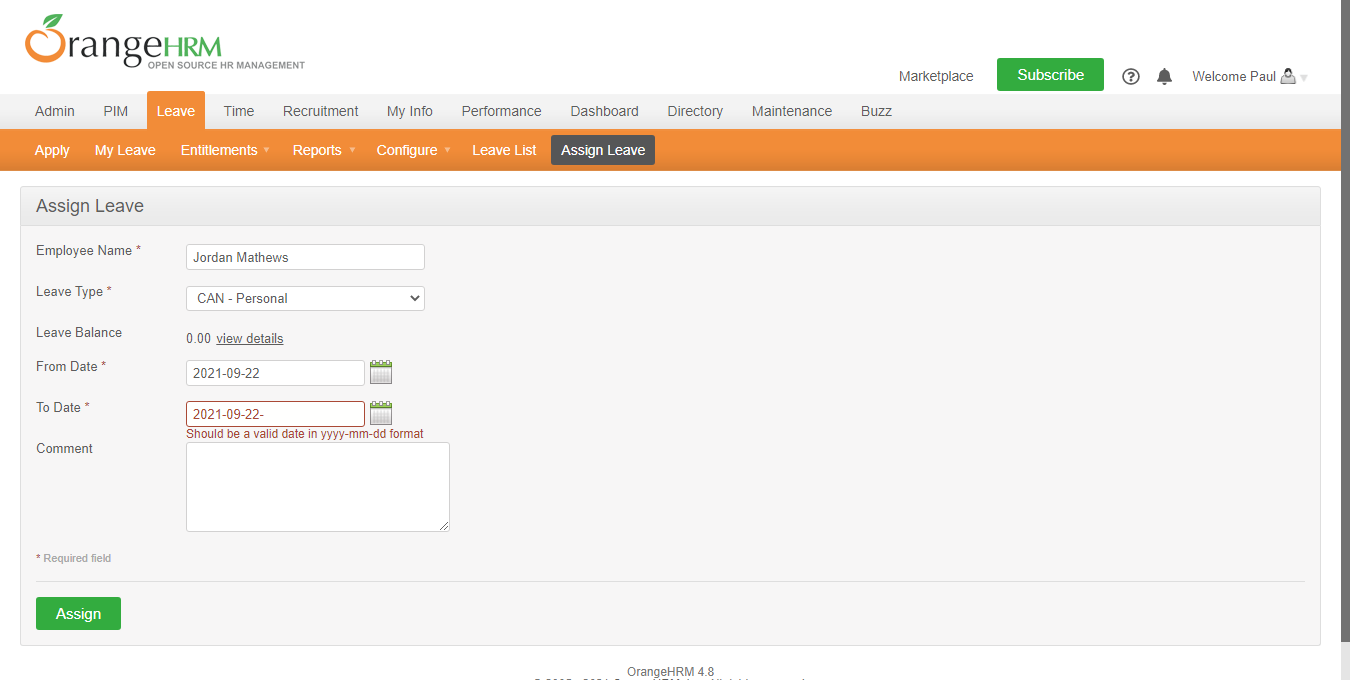 OrangeHRM
OPEN SOURCE HR MANAGEMENT
Marketplace Subscribe Welcome Paul
Admin PIM Leave Time Recruitment My Info Performance Dashboard Directory Maintenance Buzz
Apply My Leave Entitlements Reports Configure Leave List Assign Leave
Assign Leave
Employee Name * Jordan Mathews
Leave Type * CAN - Personal
Leave Balance 0.00 view details
From Date * 2021-09-22
To Date * 2021-09-22-
Should be a valid date in yyyy-mm-dd format
Comment
* Required field
Assign
OrangeHRM 4.8